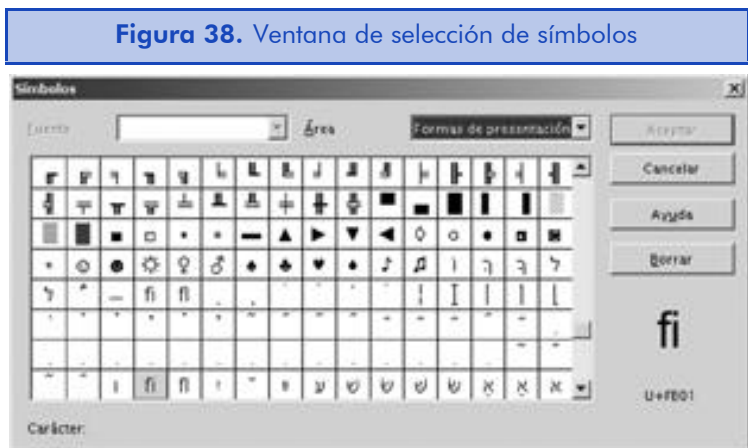 Figura 38. Ventana de selección de símbolos
Símbolos
Fuente Área Formas de presentación Aceptar
Cancelar
Ayuda
Borrar
fi
U+FB01
Carácter: